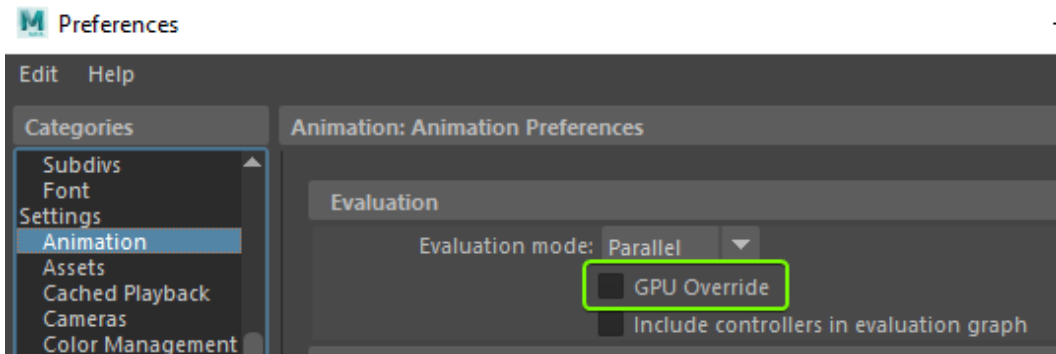 Preferences
Edit Help
Categories
Animation: Animation Preferences
Subdivs
Font
Settings
Animation
Assets
Cached Playback
Cameras
Color Management
Evaluation
Evaluation mode: Parallel
GPU Override
Include controllers in evaluation graph